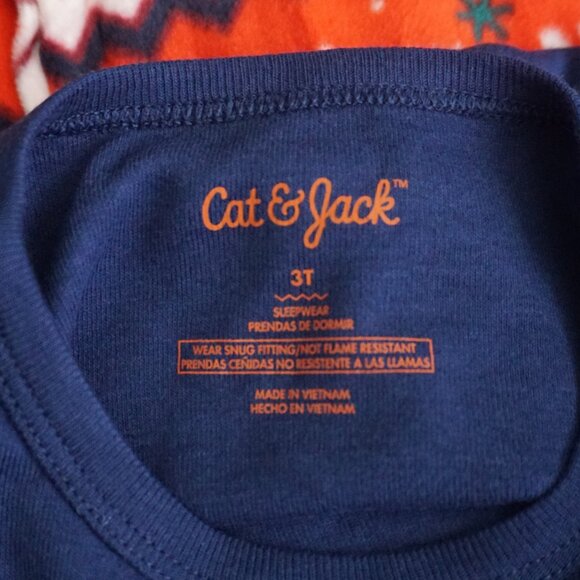 Cat & Jack™
3T
SLEEPWEAR
PRENDAS DE DORMIR
WEAR SNUG FITTING/NOT FLAME RESISTANT
PRENDAS CEÑIDAS NO RESISTENTE A LAS LLAMAS
MADE IN VIETNAM
HECHO EN VIETNAM